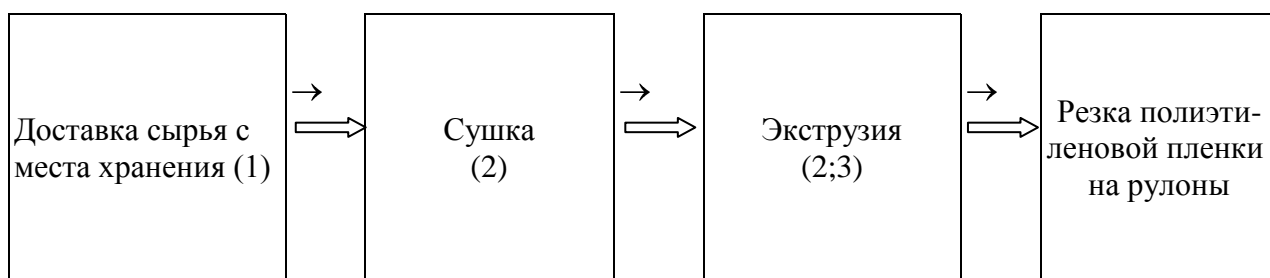 Доставка сырья с
места хранения (1)
Сушка
(2)
Экструзия
(2;3)
Резка полиэти-
леновой пленки
на рулоны